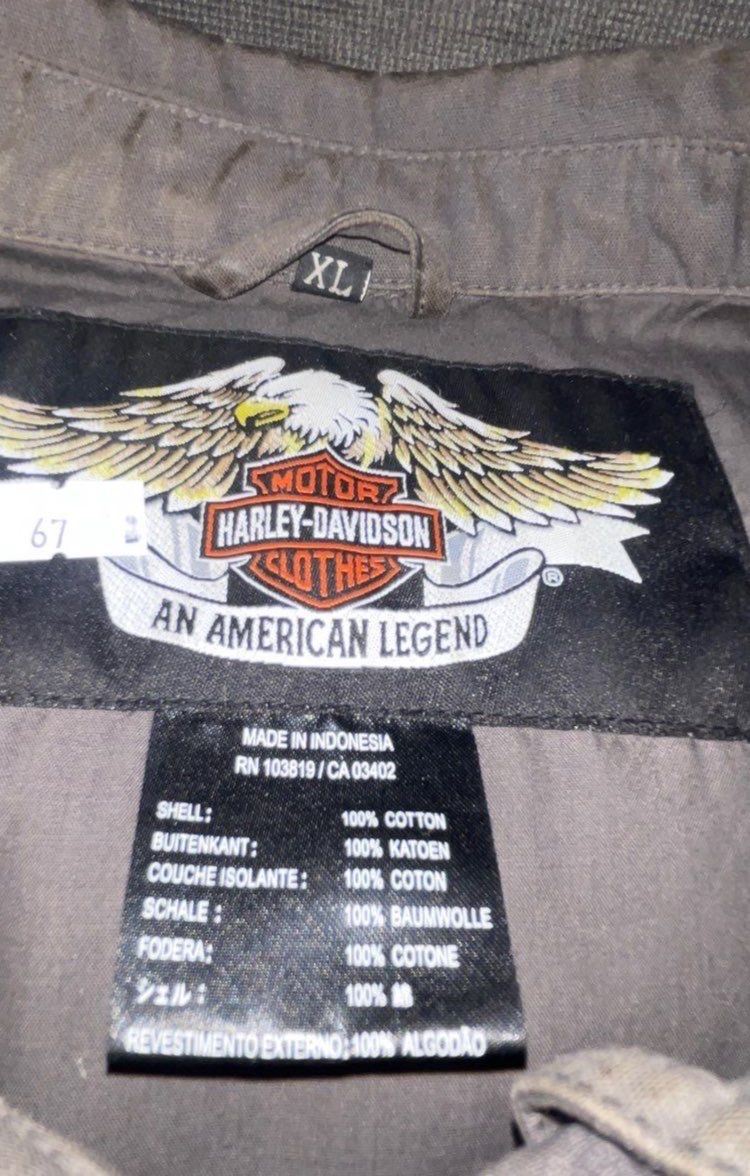 XL
MOTOR
HARLEY-DAVIDSON
CLOTHES
®
AN AMERICAN LEGEND
67
MADE IN INDONESIA
RN 103819 / CA 03402
SHELL: 100% COTTON
BUITENKANT: 100% KATOEN
COUCHE ISOLANTE: 100% COTON
SCHALE: 100% BAUMWOLLE
FODERA: 100% COTONE
シェル: 100% 綿
REVESTIMENTO EXTERNO: 100% ALGODÃO